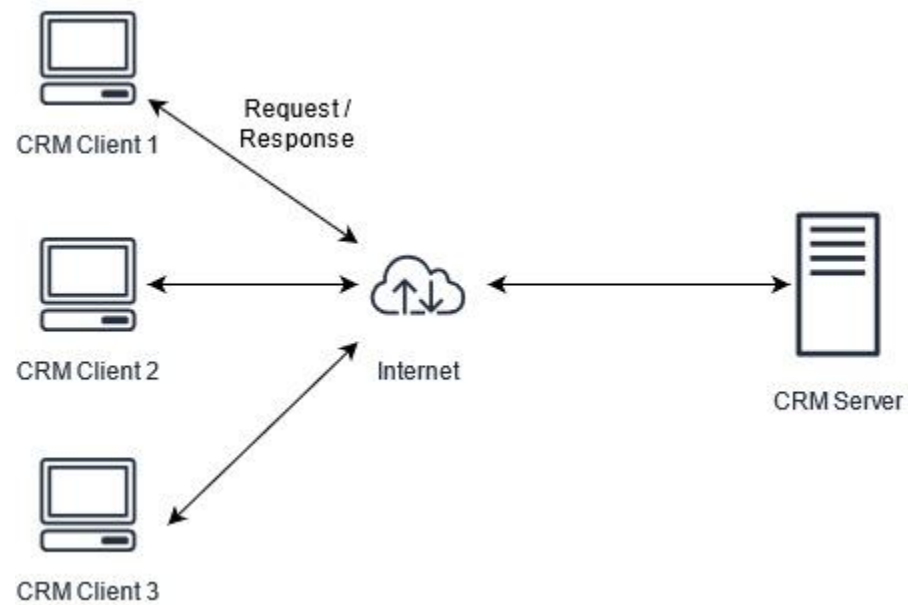 CRM Client 1
Request /
Response
CRM Client 2
Internet
CRM Server
CRM Client 3